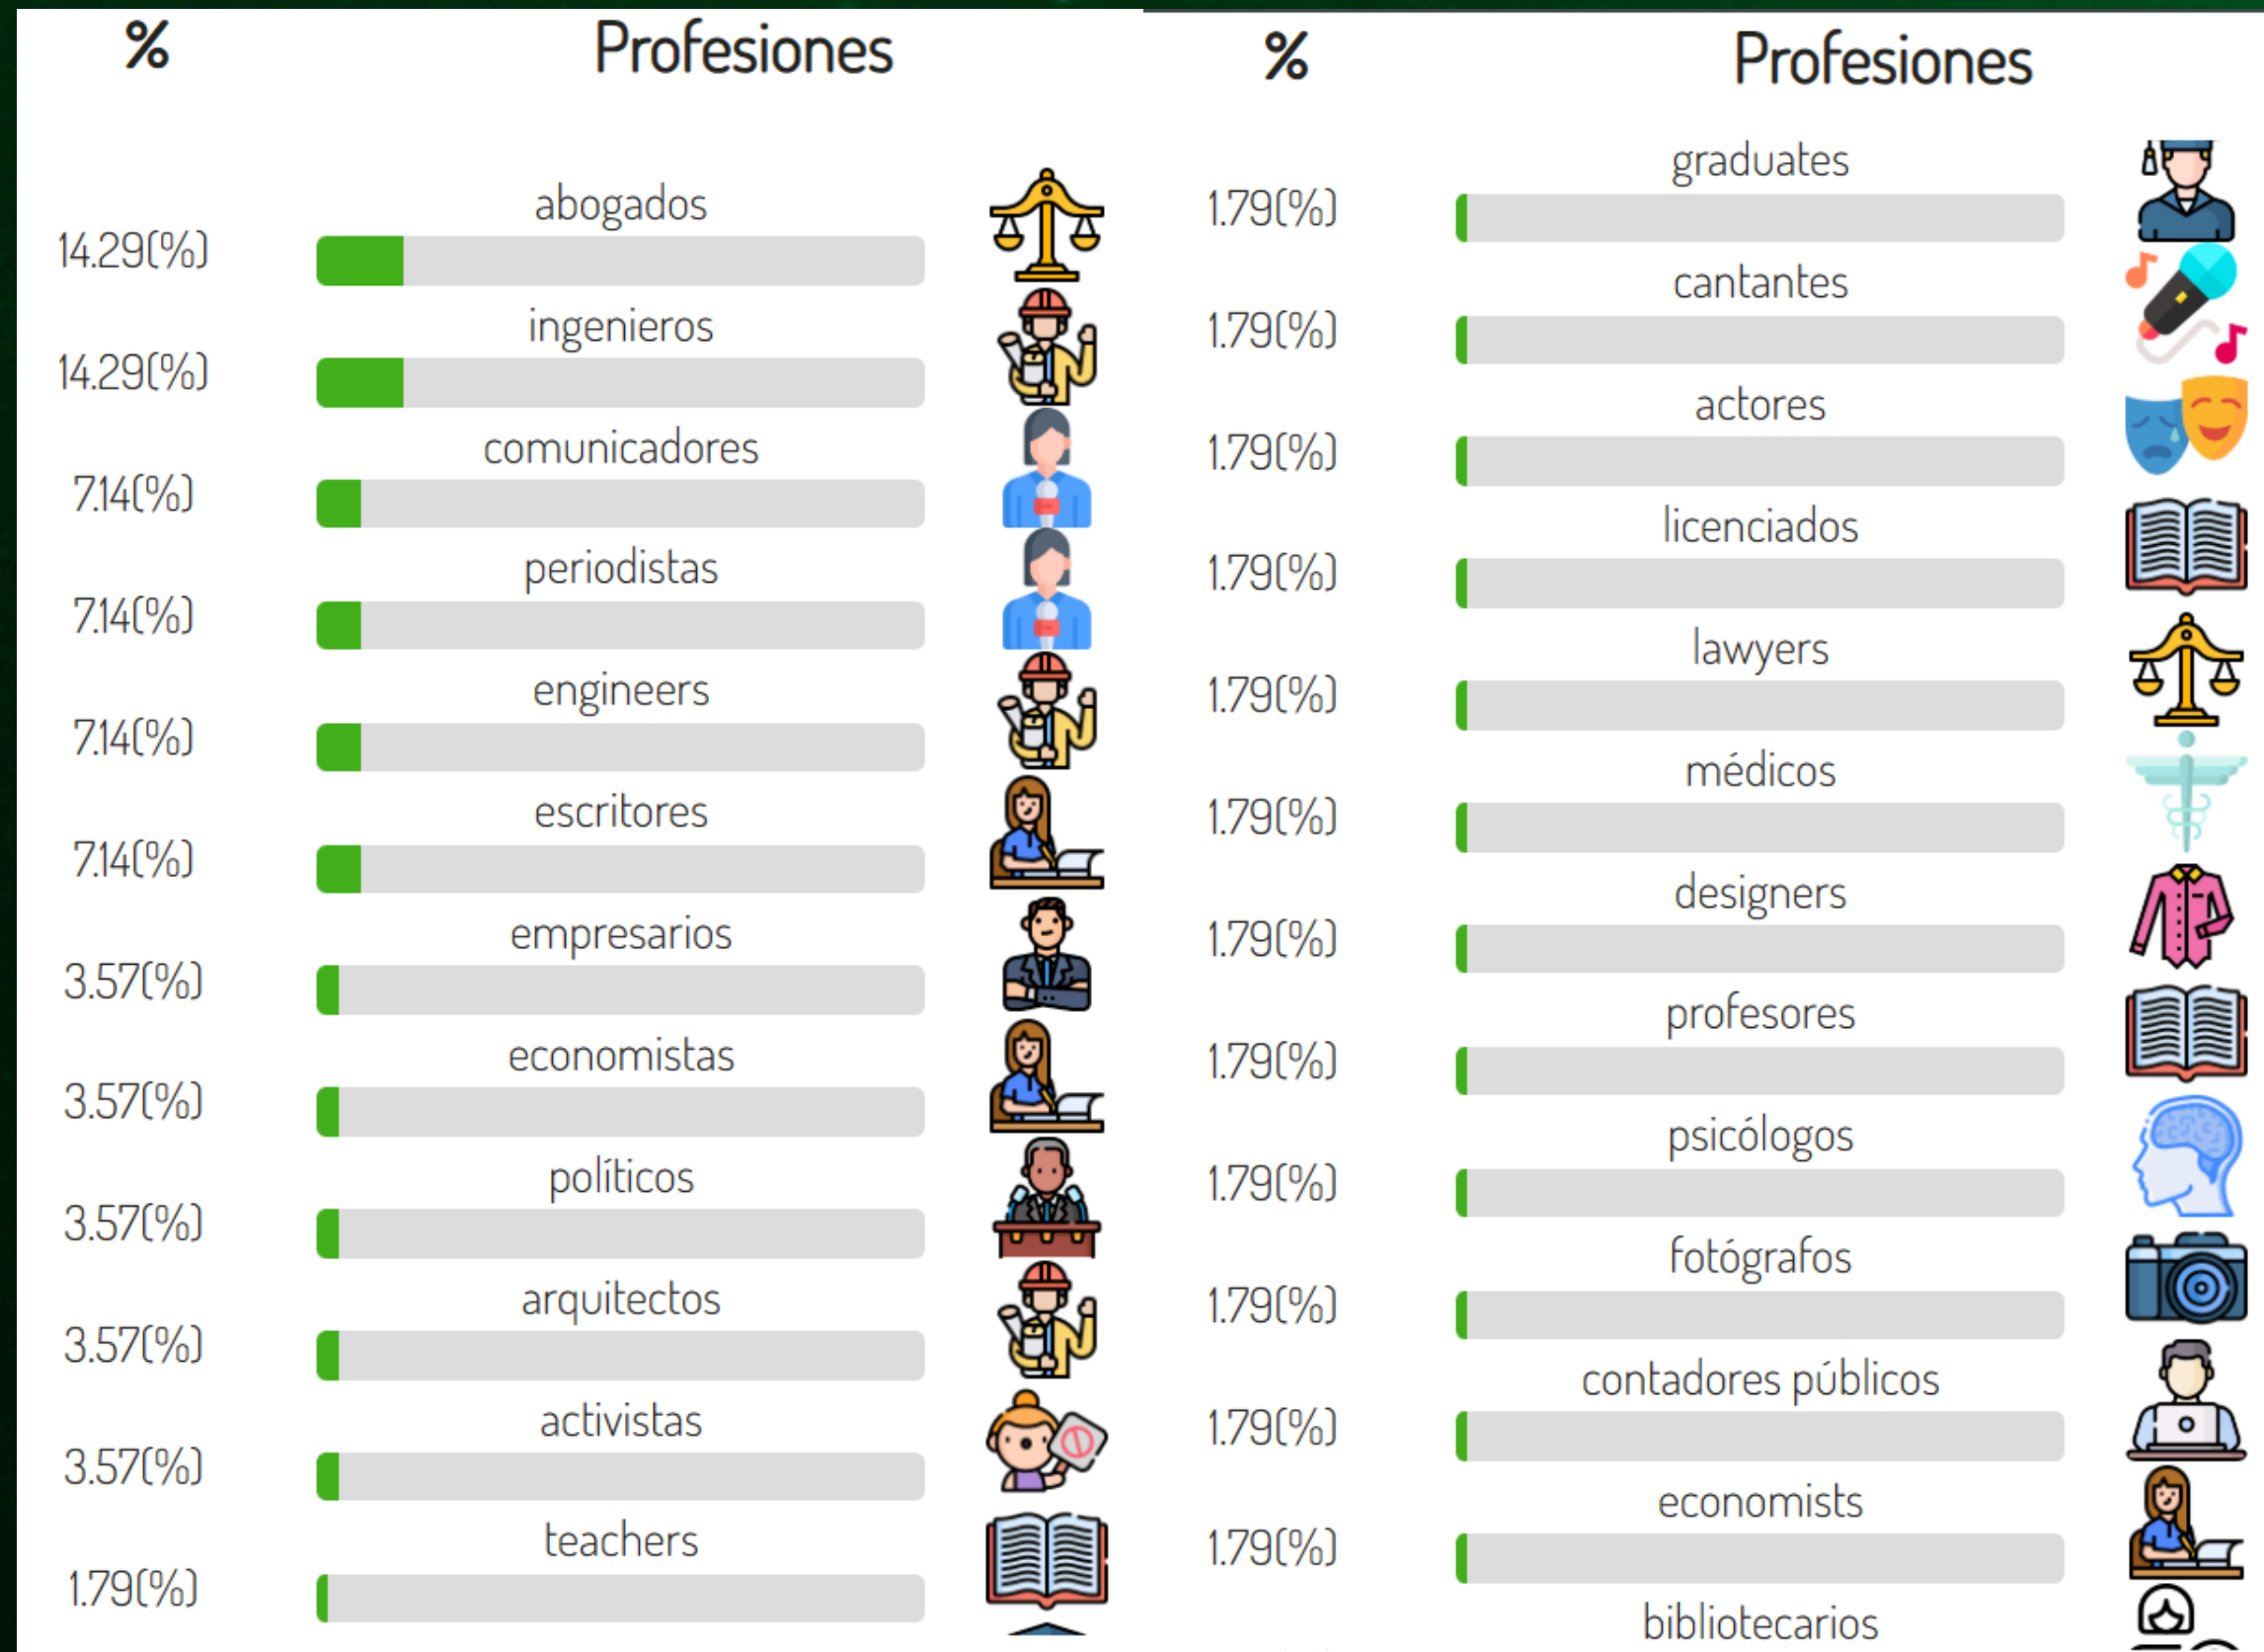 % Profesiones
abogados
14.29(%)
ingenieros
14.29(%)
comunicadores
7.14(%)
periodistas
7.14(%)
engineers
7.14(%)
escritores
7.14(%)
empresarios
3.57(%)
economistas
3.57(%)
políticos
3.57(%)
arquitectos
3.57(%)
activistas
3.57(%)
teachers
1.79(%)
% Profesiones
graduates
1.79(%)
cantantes
1.79(%)
actores
1.79(%)
licenciados
1.79(%)
lawyers
1.79(%)
médicos
1.79(%)
designers
1.79(%)
profesores
1.79(%)
psicólogos
1.79(%)
fotógrafos
1.79(%)
contadores públicos
1.79(%)
economists
1.79(%)
bibliotecarios